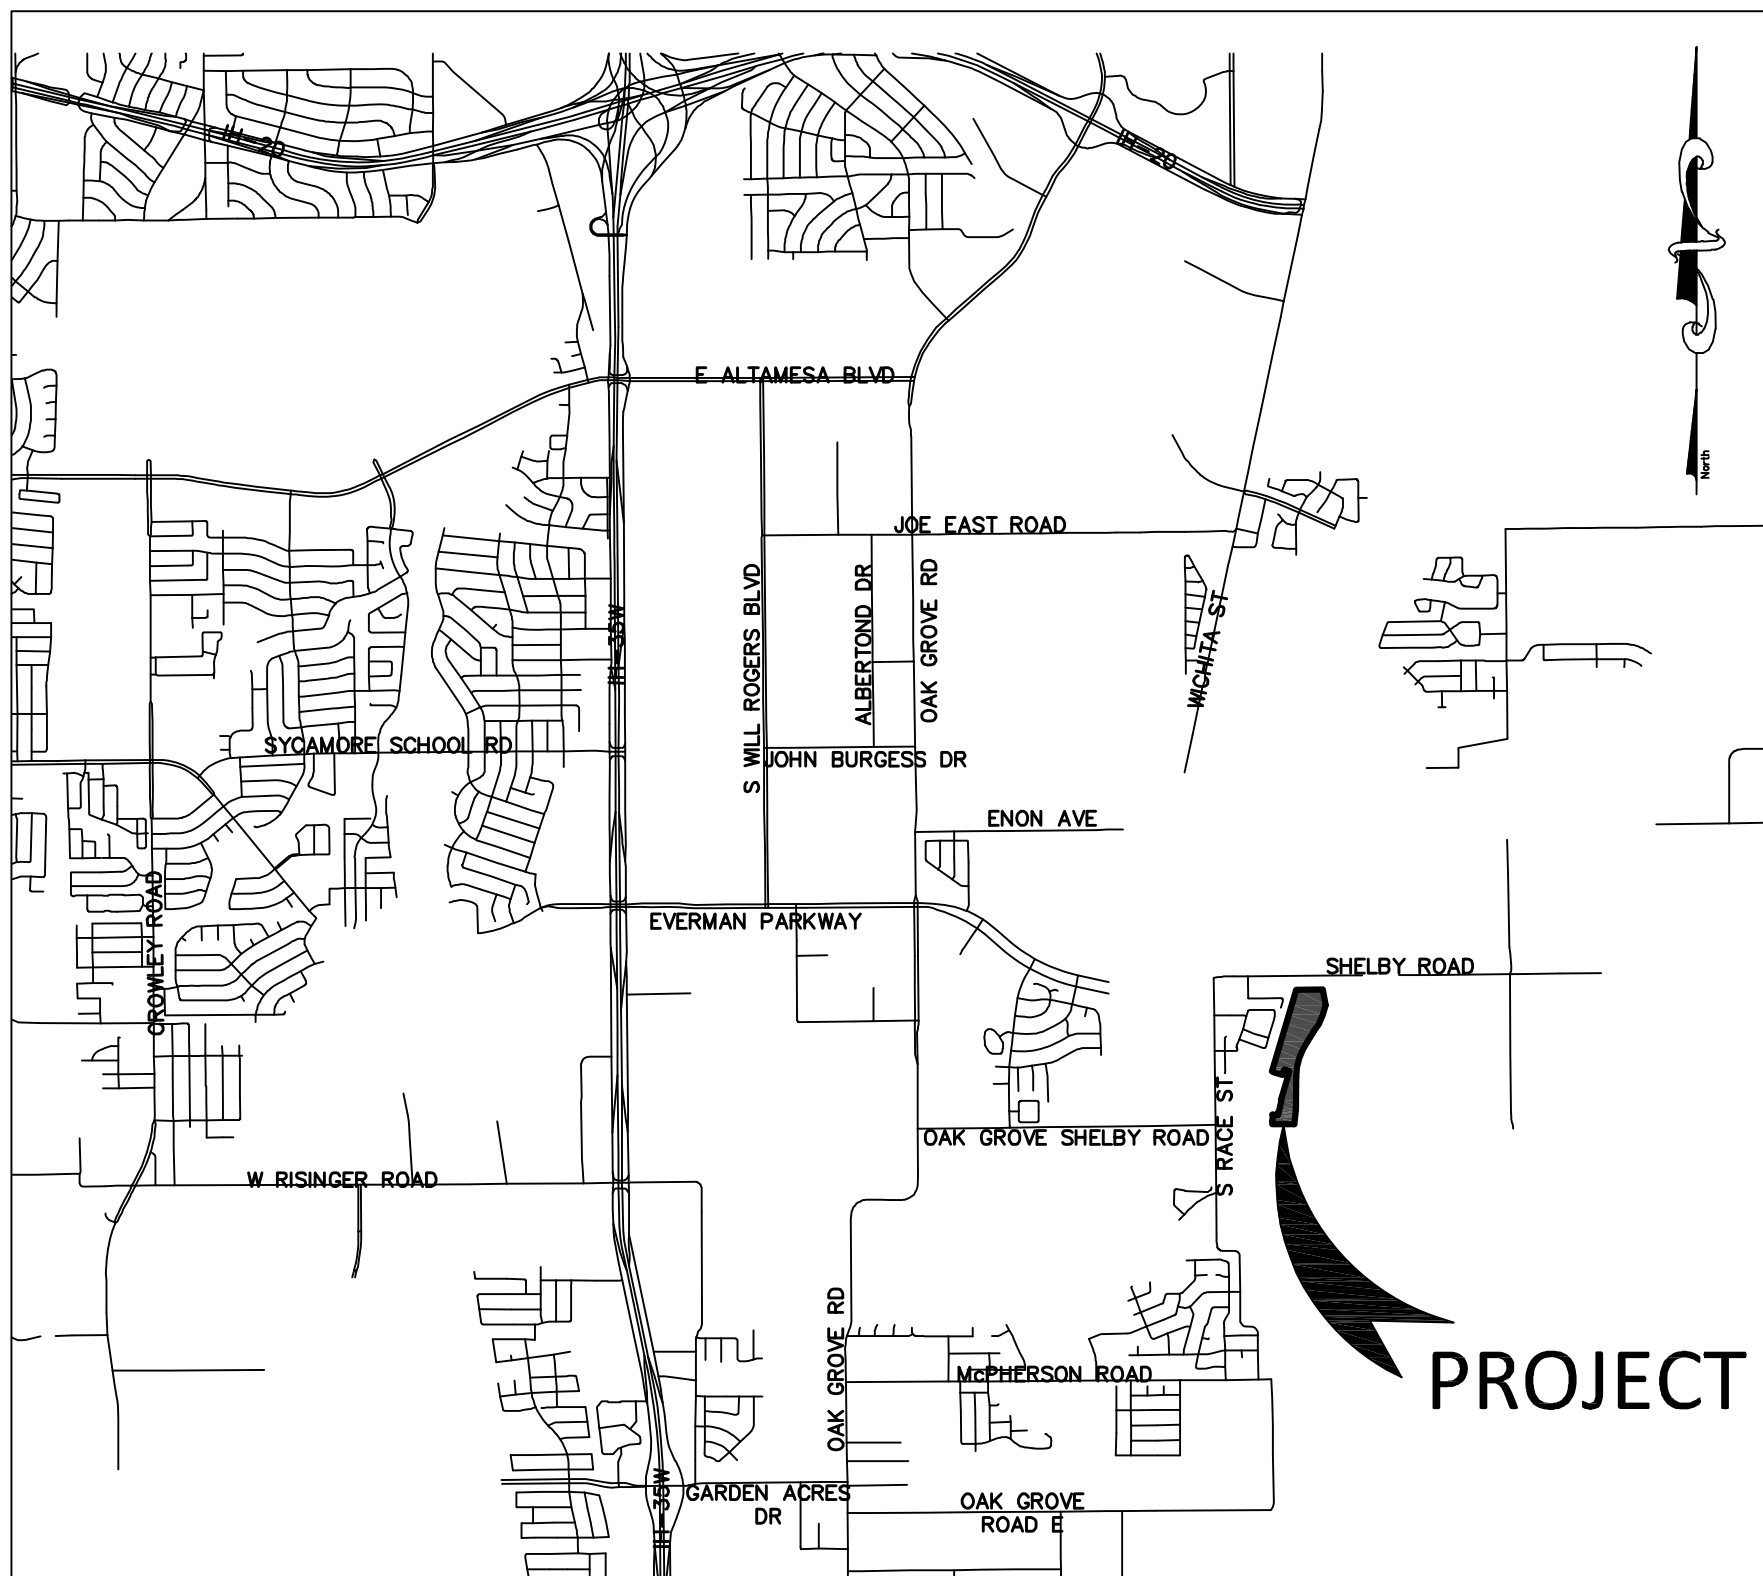 IH-20
IH-20
North
E ALTAMESA BLVD
JOE EAST ROAD
S WILL ROGERS BLVD
ALBERTOND DR
OAK GROVE RD
WICHITA ST
IH-35W
SYCAMORE SCHOOL RD
JOHN BURGESS DR
ENON AVE
CROWLEY ROAD
EVERMAN PARKWAY
SHELBY ROAD
OAK GROVE SHELBY ROAD
S RACE ST
W RISINGER ROAD
OAK GROVE RD
McPHERSON ROAD
PROJECT
IH-35W
GARDEN ACRES
DR
OAK GROVE
ROAD E